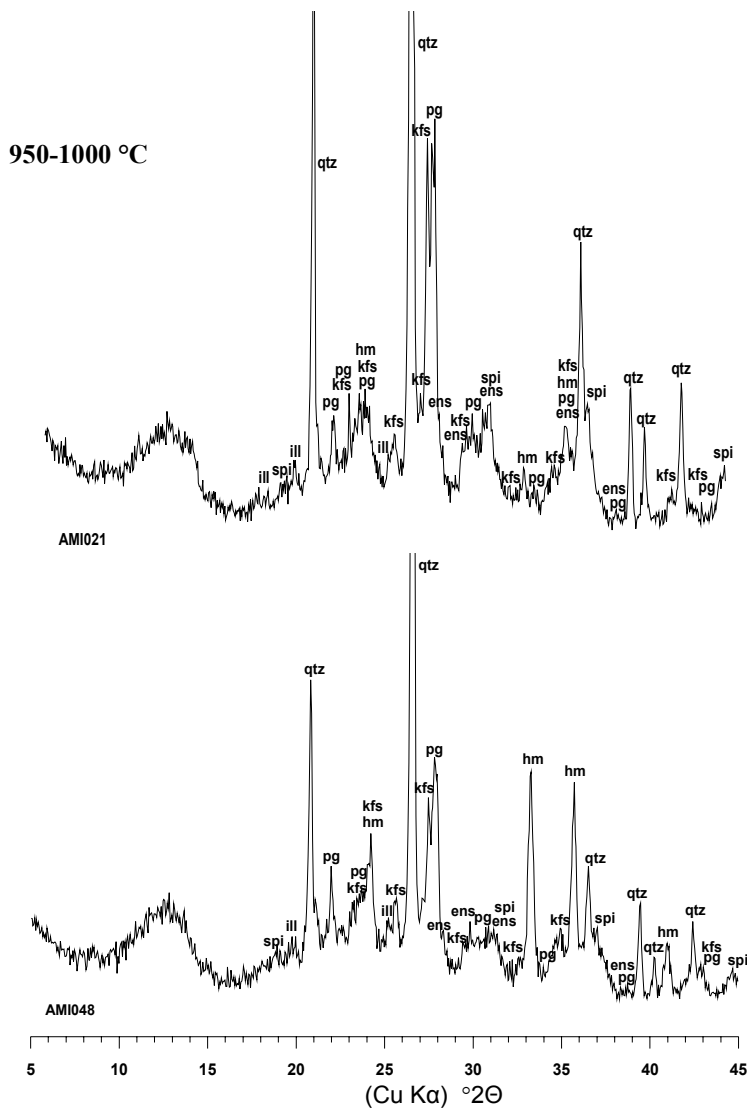 qtz
pg
kfs
950-1000 °C
qtz
qtz
hm
kfs
pg
pg
kfs
pg
kfs
ens
spi
ens
kfs
hm
pg
ens
spi
qtz
qtz
qtz
ill
spi
ill
ill
kfs
kfs
ens
pg
kfs
hm
pg
kfs
ens
pg
kfs
kfs
pg
spi
AMI021
qtz
qtz
pg
hm
hm
kfs
kfs
hm
pg
pg
kfs
qtz
spi
ill
ill
ens
kfs
ens
pg
spi
ens
kfs
pg
kfs
spi
ens
pg
qtz
qtz
hm
qtz
kfs
pg
spi
AMI048
5 10 15 20 25 30 35 40 45
(Cu Kα) °2Θ